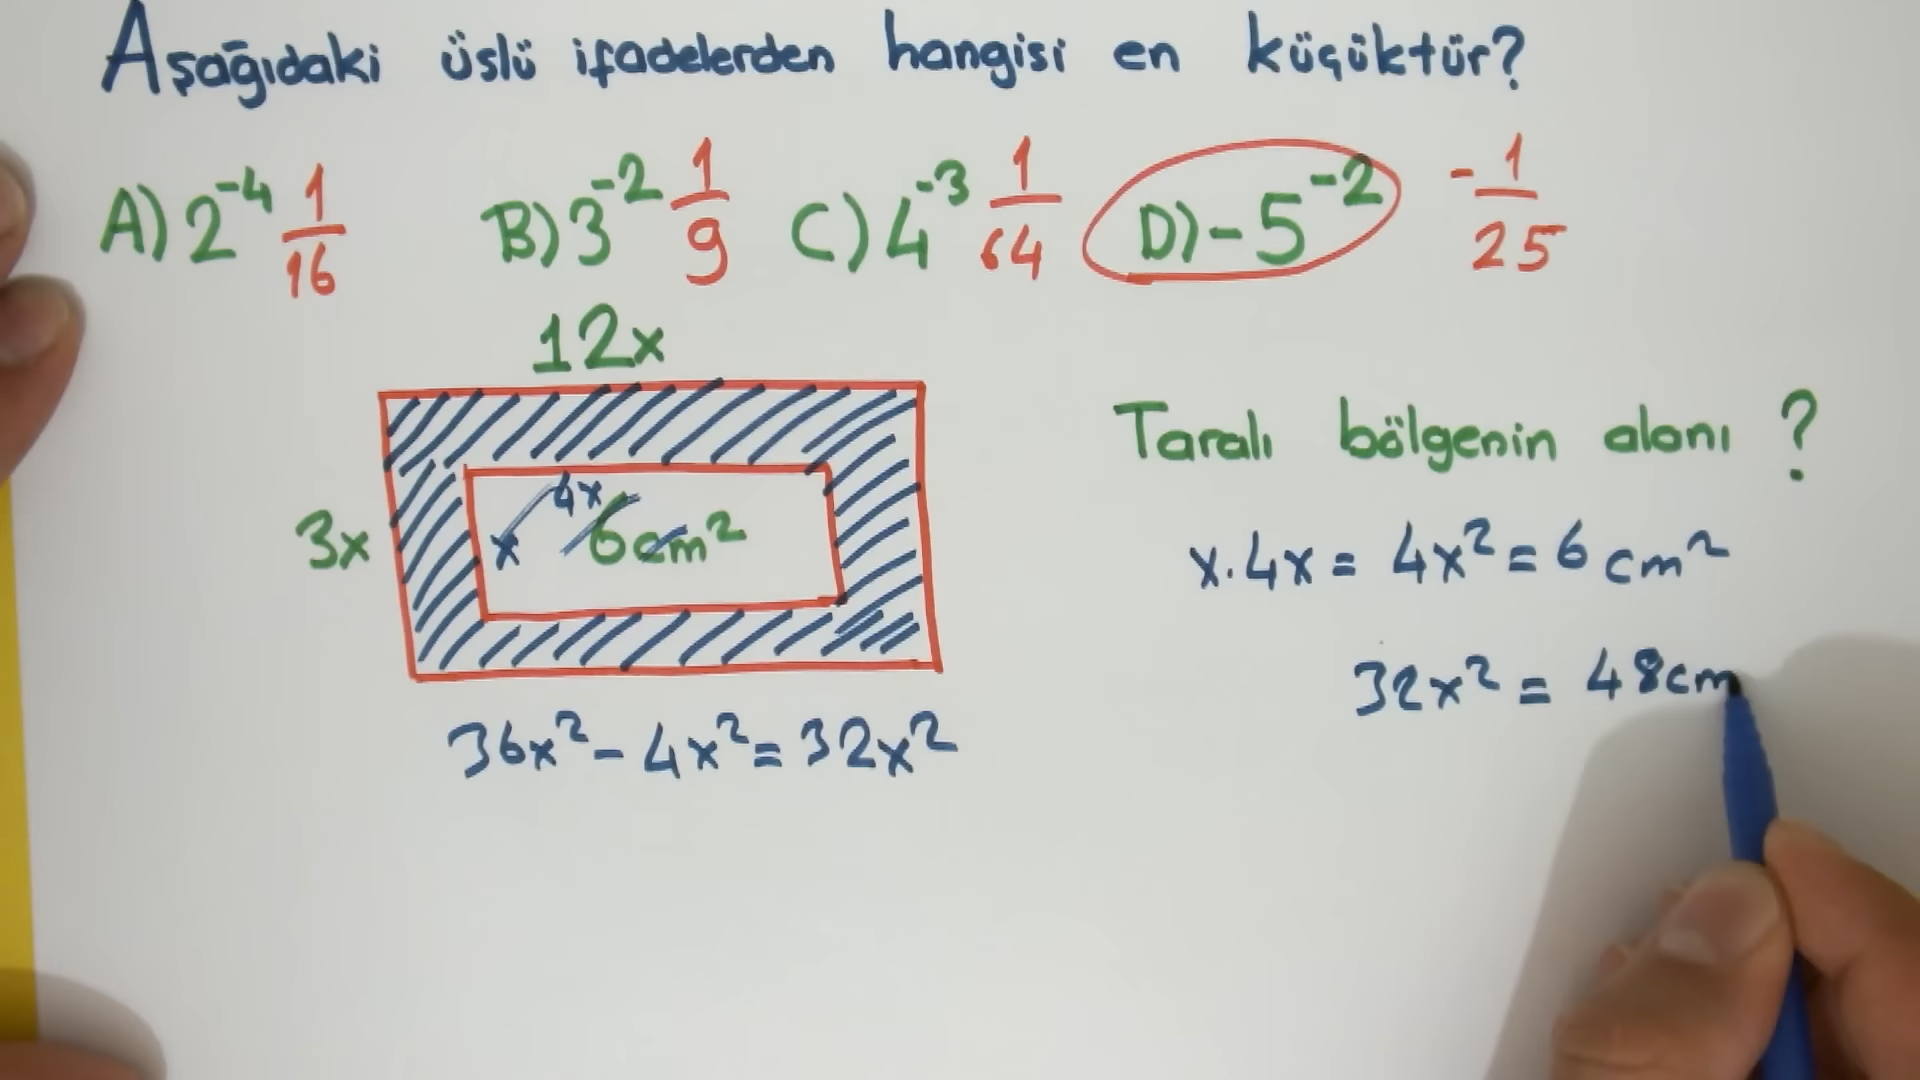 Aşağıdaki üslü ifadelerden hangisi en küçüktür?
A) 2⁻⁴ 1/16 B) 3⁻² 1/9 C) 4⁻³ 1/64 D) -5⁻² -1/25
12x
Taralı bölgenin alanı ?
3x x 4x 6cm²
x.4x = 4x² = 6 cm²
32x² = 48cm
36x² - 4x² = 32x²